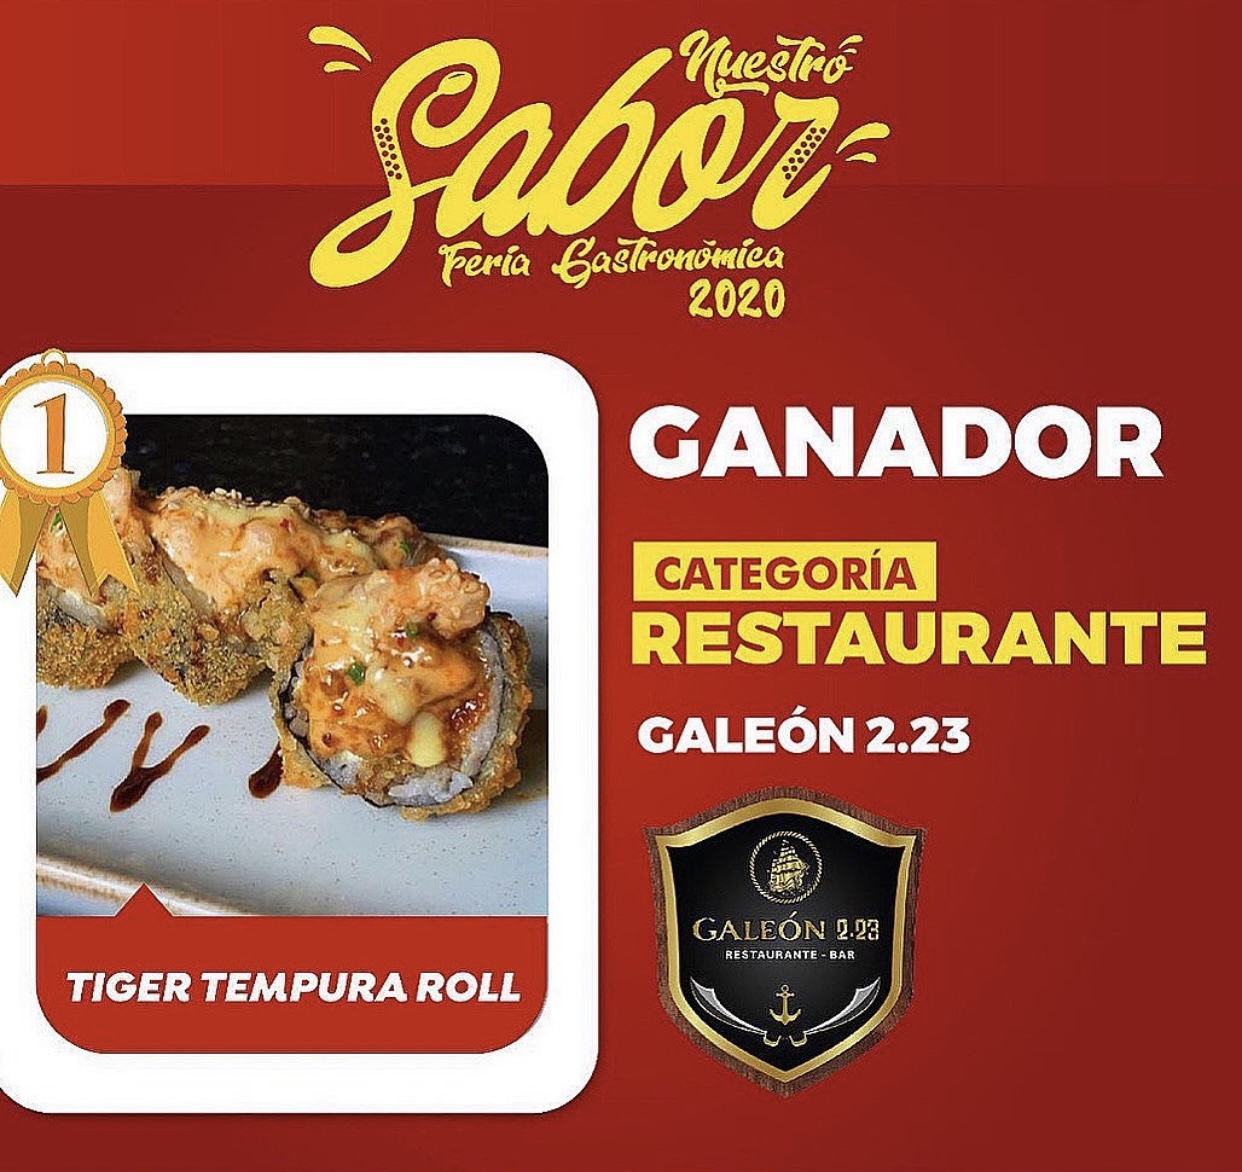 Nuestro
Sabor
Feria Gastronómica
2020
1
GANADOR
CATEGORÍA
RESTAURANTE
GALEÓN 2.23
GALEÓN 2.23
RESTAURANTE - BAR
TIGER TEMPURA ROLL